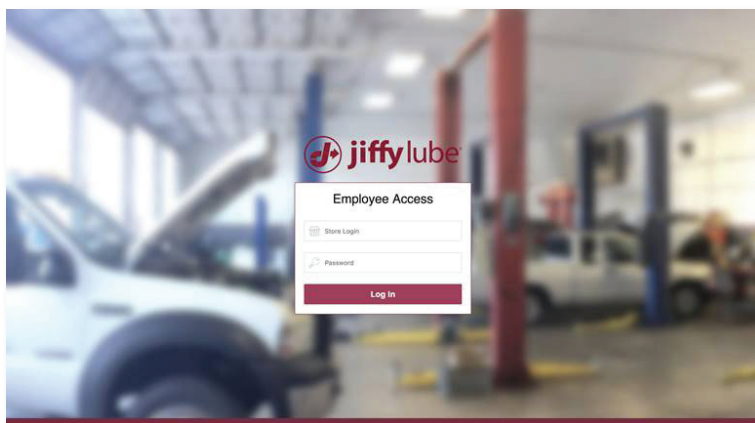 jiffy lube
Employee Access
Store Login
Password
Log In